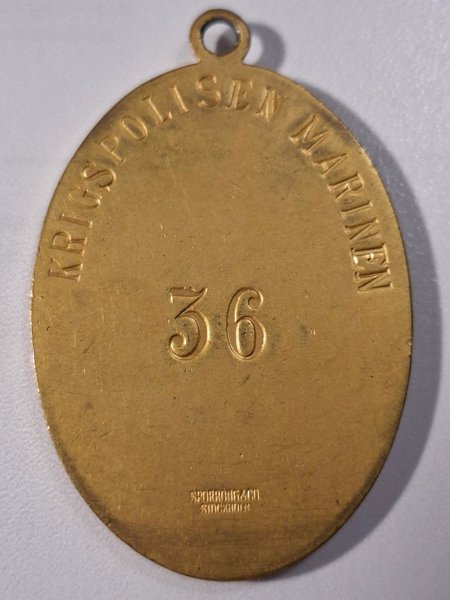 KRIGSPOLISEN MARINEN
36
SPORRONG & CO.
STOCKHOLM